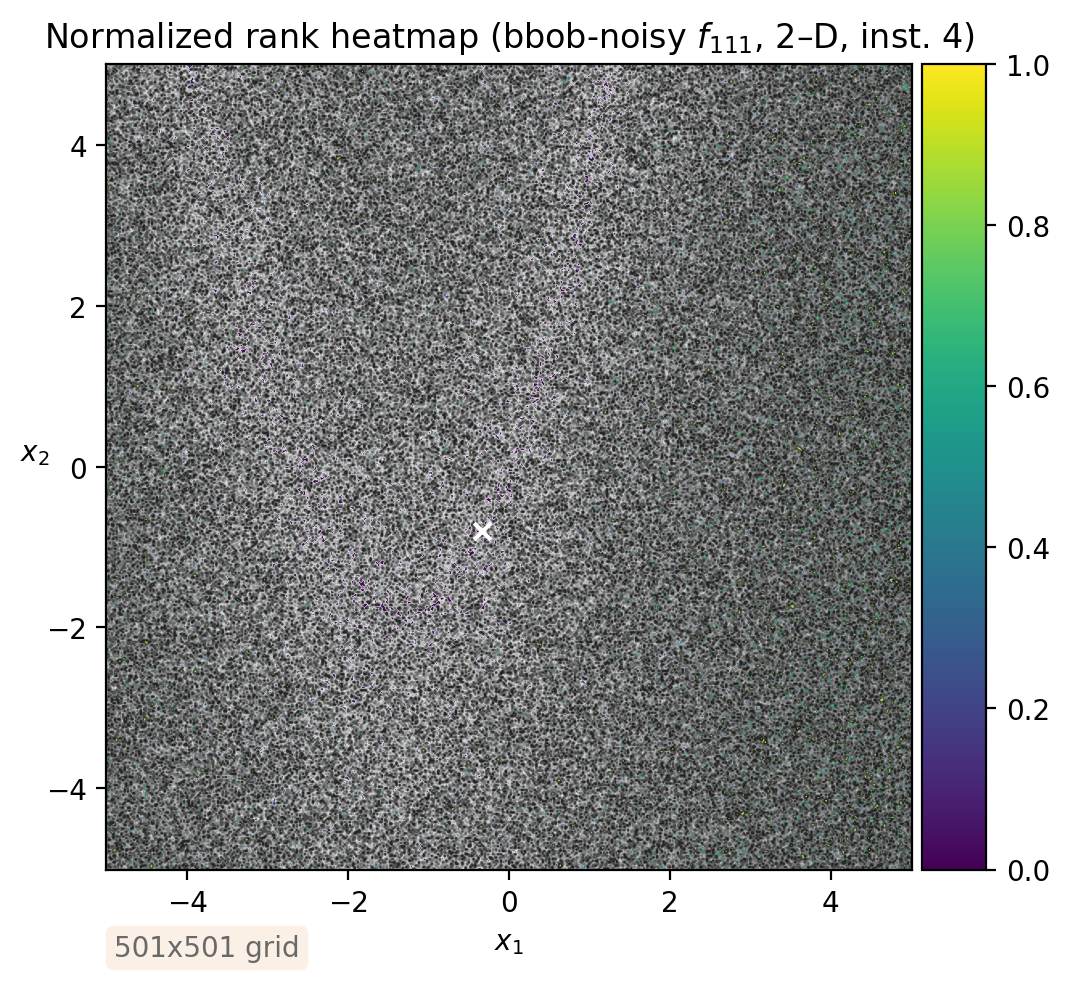 Normalized rank heatmap (bbob-noisy f₁₁₁, 2–D, inst. 4)
1.0
0.8
0.6
0.4
0.2
0.0
4
2
0
−2
−4
x₂
−4 −2 0 2 4
x₁
501x501 grid